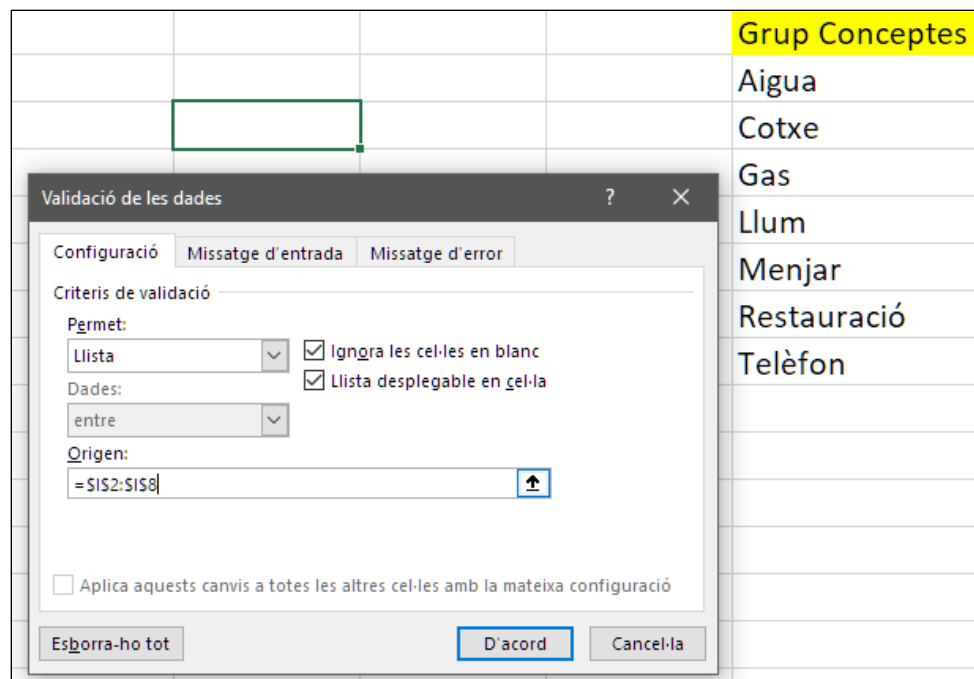 Grup Conceptes
Aigua
Cotxe
Gas
Llum
Menjar
Restauració
Telèfon
Validació de les dades
?
Configuració
Missatge d'entrada
Missatge d'error
Criteris de validació
Permet:
Llista
Ignora les cel·les en blanc
Llista desplegable en cel·la
Dades:
entre
Origen:
=$I$2:$I$8
Aplica aquests canvis a totes les altres cel·les amb la mateixa configuració
Esborra-ho tot
D'acord
Cancel·la